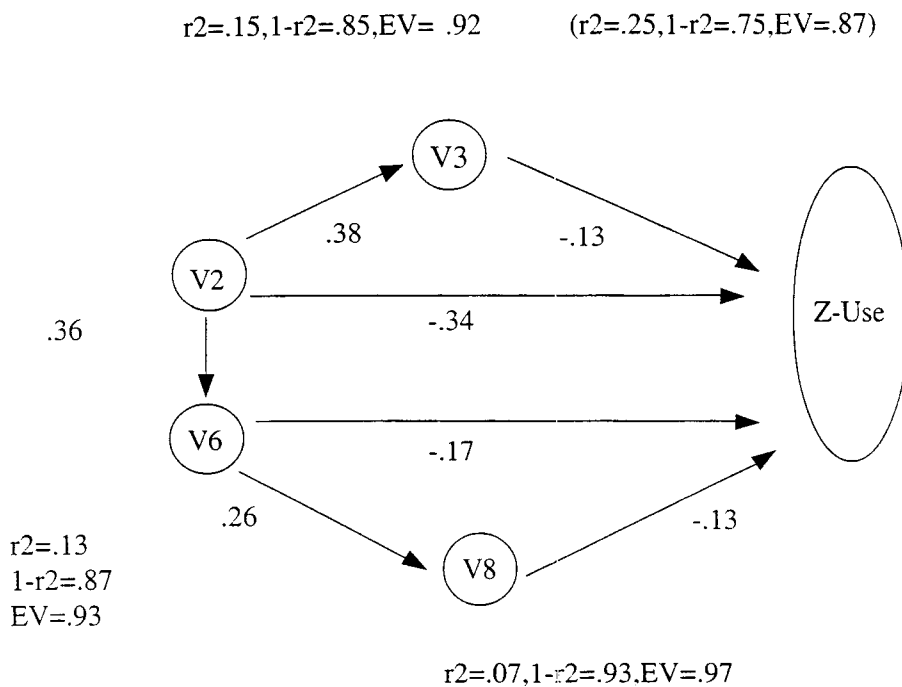 r2=.15,1-r2=.85,EV= .92
(r2=.25,1-r2=.75,EV=.87)
V3
.38
-.13
V2
-.34
Z-Use
.36
V6
-.17
.26
-.13
V8
r2=.13
1-r2=.87
EV=.93
r2=.07,1-r2=.93,EV=.97